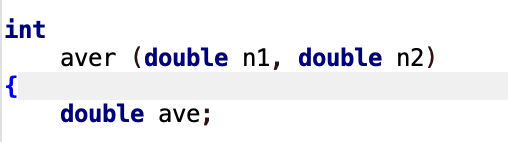 int
aver (double n1, double n2)
{
double ave;